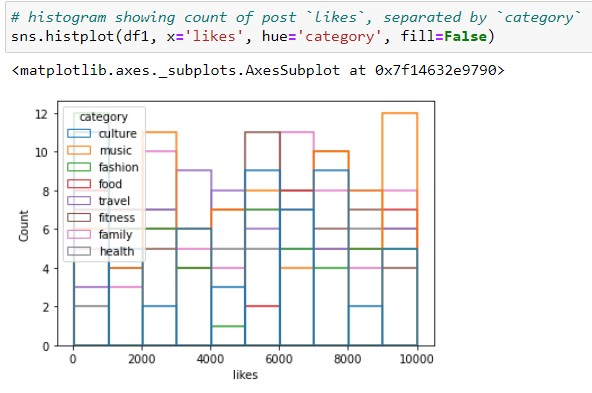 # histogram showing count of post `likes`, separated by `category`
sns.histplot(df1, x='likes', hue='category', fill=False)
<matplotlib.axes._subplots.AxesSubplot at 0x7f14632e9790>
category
culture
music
fashion
food
travel
fitness
family
health
12
10
8
6
4
2
0
Count
0 2000 4000 6000 8000 10000
likes